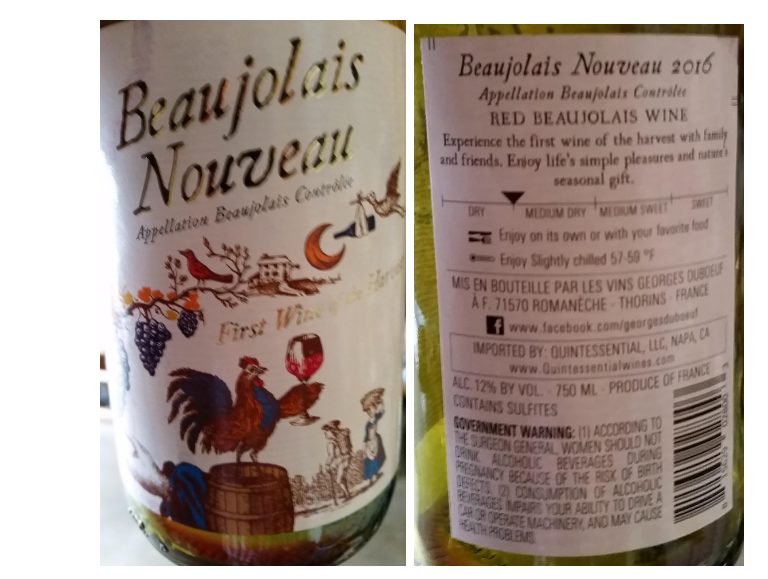 Beaujolais
Nouveau
Appellation Beaujolais Contrôlée
First Wine of the Harvest
Beaujolais Nouveau 2016
Appellation Beaujolais Contrôlée
RED BEAUJOLAIS WINE
Experience the first wine of the harvest with family
and friends. Enjoy life's simple pleasures and nature's
seasonal gift.
DRY MEDIUM DRY MEDIUM SWEET SWEET
Enjoy on its own or with your favorite food
Enjoy Slightly chilled 57-59 °F
MIS EN BOUTEILLE PAR LES VINS GEORGES DUBOEUF
À F. 71570 ROMANÈCHE - THORINS - FRANCE
f www.facebook.com/georgesduboeuf
IMPORTED BY: QUINTESSENTIAL, LLC, NAPA, CA
www.Quintessentialwines.com
ALC. 12% BY VOL. - 750 ML - PRODUCE OF FRANCE
CONTAINS SULFITES
GOVERNMENT WARNING: (1) ACCORDING TO
THE SURGEON GENERAL, WOMEN SHOULD NOT
DRINK ALCOHOLIC BEVERAGES DURING
PREGNANCY BECAUSE OF THE RISK OF BIRTH
DEFECTS. (2) CONSUMPTION OF ALCOHOLIC
BEVERAGES IMPAIRS YOUR ABILITY TO DRIVE A
CAR OR OPERATE MACHINERY, AND MAY CAUSE
HEALTH PROBLEMS.